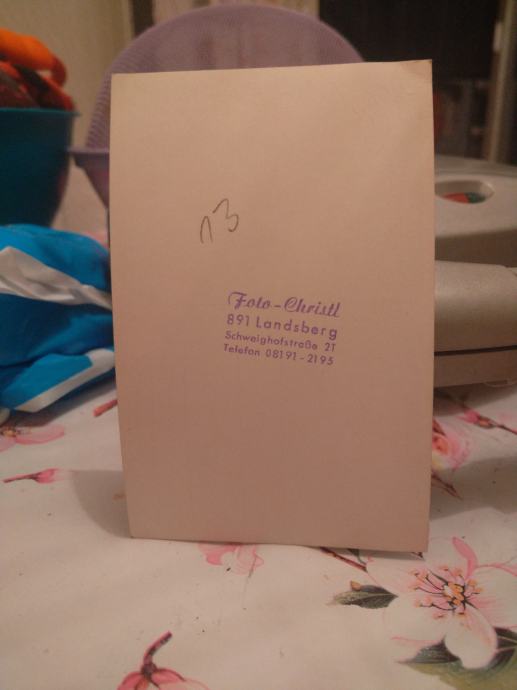 13
Foto-Christl
891 Landsberg
Schweighofstraße 21
Telefon 08191-2195